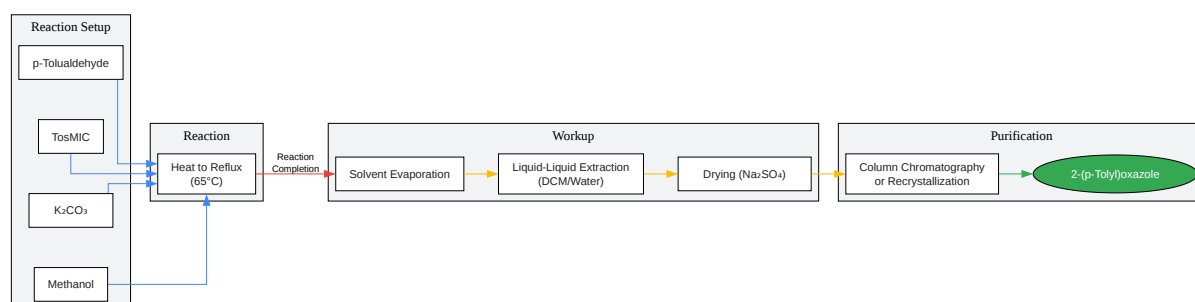 Reaction Setup
p-Tolualdehyde
TosMIC
K₂CO₃
Methanol
Reaction
Heat to Reflux
(65°C)
Reaction
Completion
Workup
Solvent Evaporation
Liquid-Liquid Extraction
(DCM/Water)
Drying (Na₂SO₄)
Purification
Column Chromatography
or Recrystallization
2-(p-Tolyl)oxazole